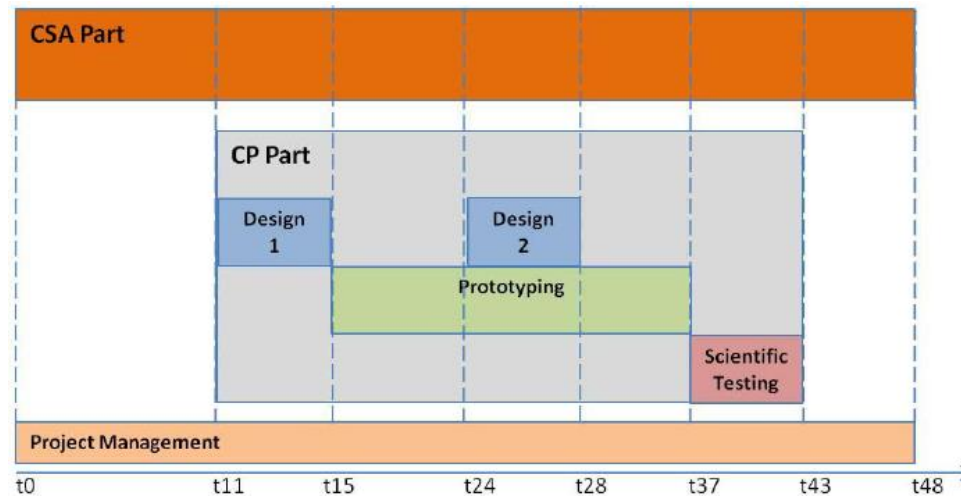 CSA Part
CP Part
Design
1
Design
2
Prototyping
Scientific
Testing
Project Management
t0 t11 t15 t24 t28 t37 t43 t48